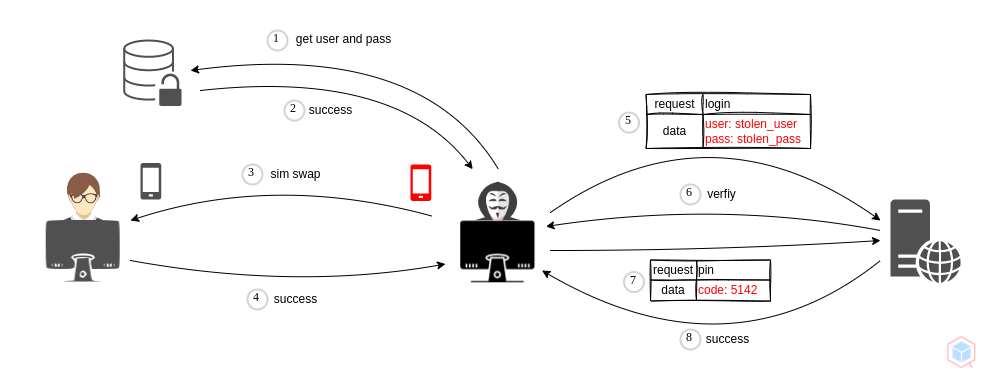 1 get user and pass
2 success
3 sim swap
4 success
5
request login
data user: stolen_user
pass: stolen_pass
6 verfiy
7
request pin
data code: 5142
8 success